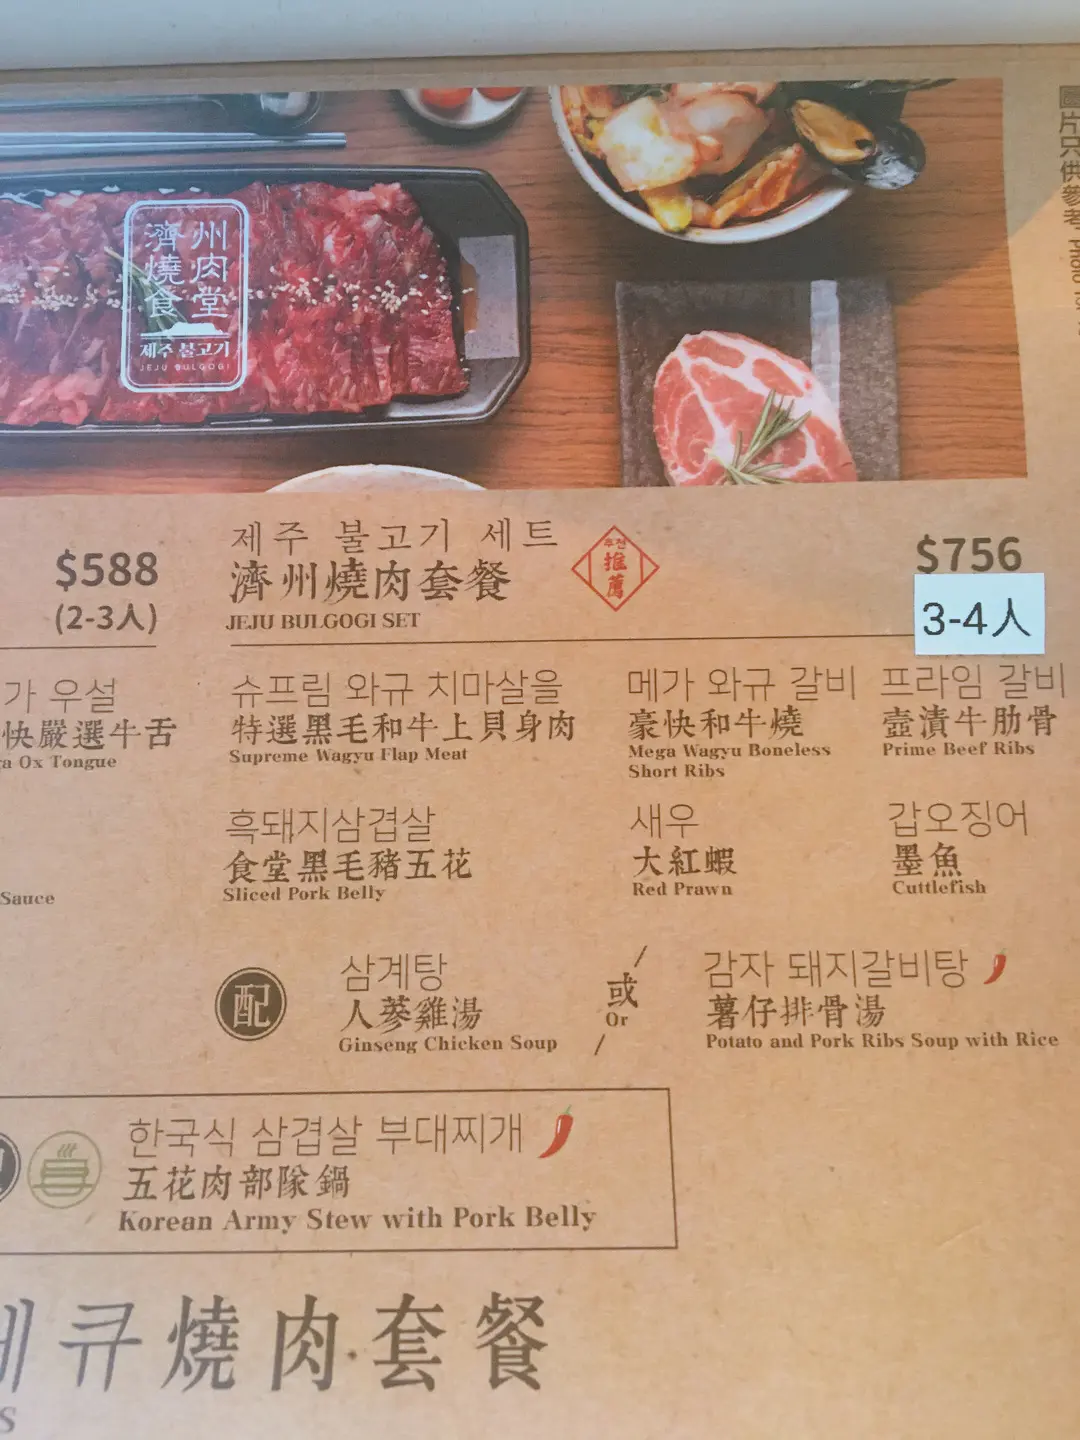 圖片只供參考
濟州
燒肉
食堂
제주 불고기
JEJU BULGOGI
$588
(2-3人)
제주 불고기 세트
濟州燒肉套餐
JEJU BULGOGI SET
추천
推薦
$756
3-4人
가 우설
快嚴選牛舌
Ox Tongue
슈프림 와규 치마살을
特選黑毛和牛上貝身肉
Supreme Wagyu Flap Meat
메가 와규 갈비
豪快和牛燒
Mega Wagyu Boneless
Short Ribs
프라임 갈비
壺漬牛肋骨
Prime Beef Ribs
Sauce
흑돼지삼겹살
食堂黑毛豬五花
Sliced Pork Belly
새우
大紅蝦
Red Prawn
갑오징어
墨魚
Cuttlefish
配
삼계탕
人蔘雞湯
Ginseng Chicken Soup
或
Or
감자 돼지갈비탕
薯仔排骨湯
Potato and Pork Ribs Soup with Rice
한국식 삼겹살 부대찌개
五花肉部隊鍋
Korean Army Stew with Pork Belly
큐燒肉套餐